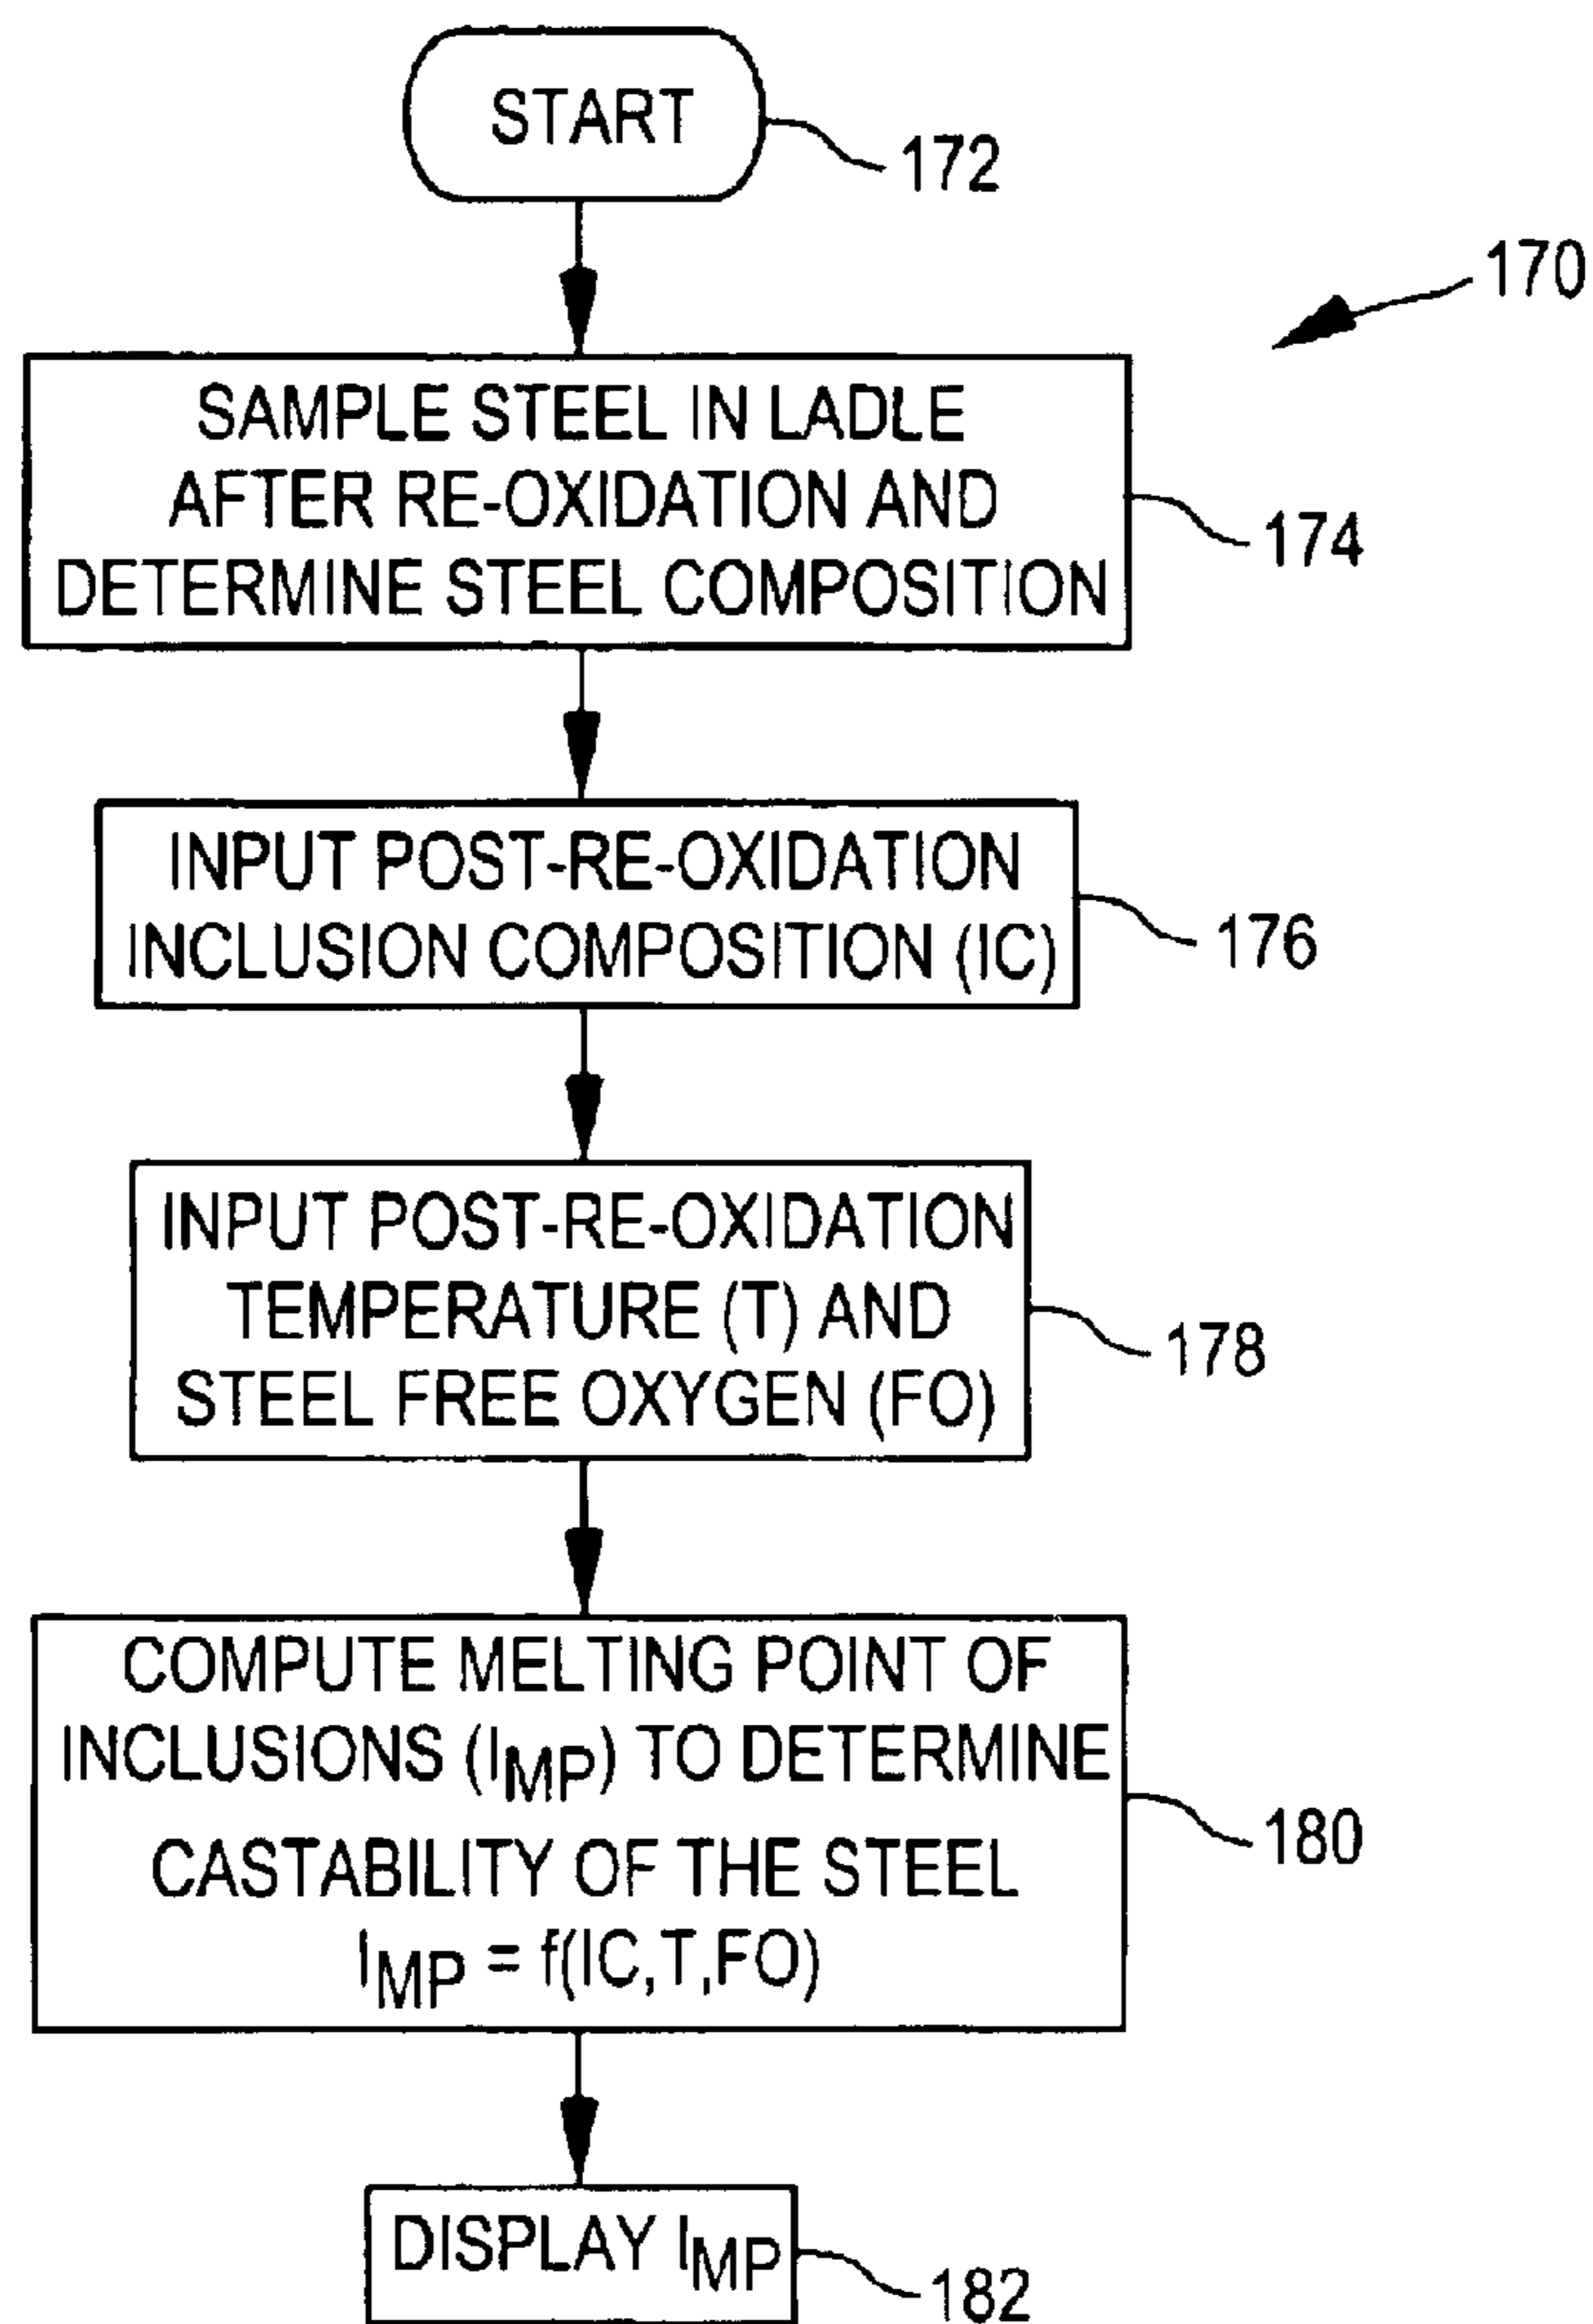 START
172
170
SAMPLE STEEL IN LADLE
AFTER RE-OXIDATION AND
DETERMINE STEEL COMPOSITION
174
INPUT POST-RE-OXIDATION
INCLUSION COMPOSITION (IC)
176
INPUT POST-RE-OXIDATION
TEMPERATURE (T) AND
STEEL FREE OXYGEN (FO)
178
COMPUTE MELTING POINT OF
INCLUSIONS (IMP) TO DETERMINE
CASTABILITY OF THE STEEL
IMP = f(IC,T,FO)
180
DISPLAY IMP
182